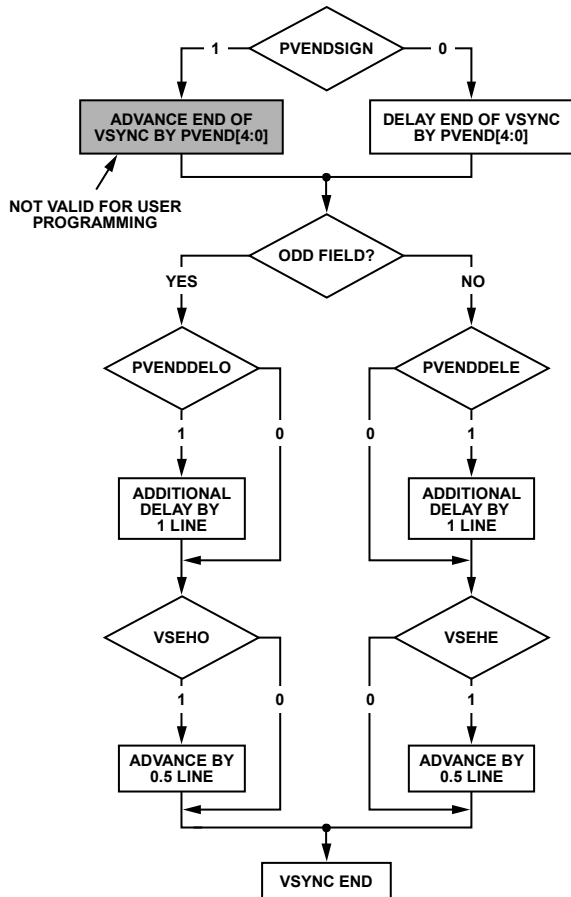 PVENDSIGN
1
0
ADVANCE END OF
VSYNC BY PVEND[4:0]
DELAY END OF VSYNC
BY PVEND[4:0]
NOT VALID FOR USER
PROGRAMMING
ODD FIELD?
YES
NO
PVENDDELO
PVENDDELE
1
0
0
1
ADDITIONAL
DELAY BY
1 LINE
ADDITIONAL
DELAY BY
1 LINE
VSEHO
VSEHE
1
0
0
1
ADVANCE BY
0.5 LINE
ADVANCE BY
0.5 LINE
VSYNC END